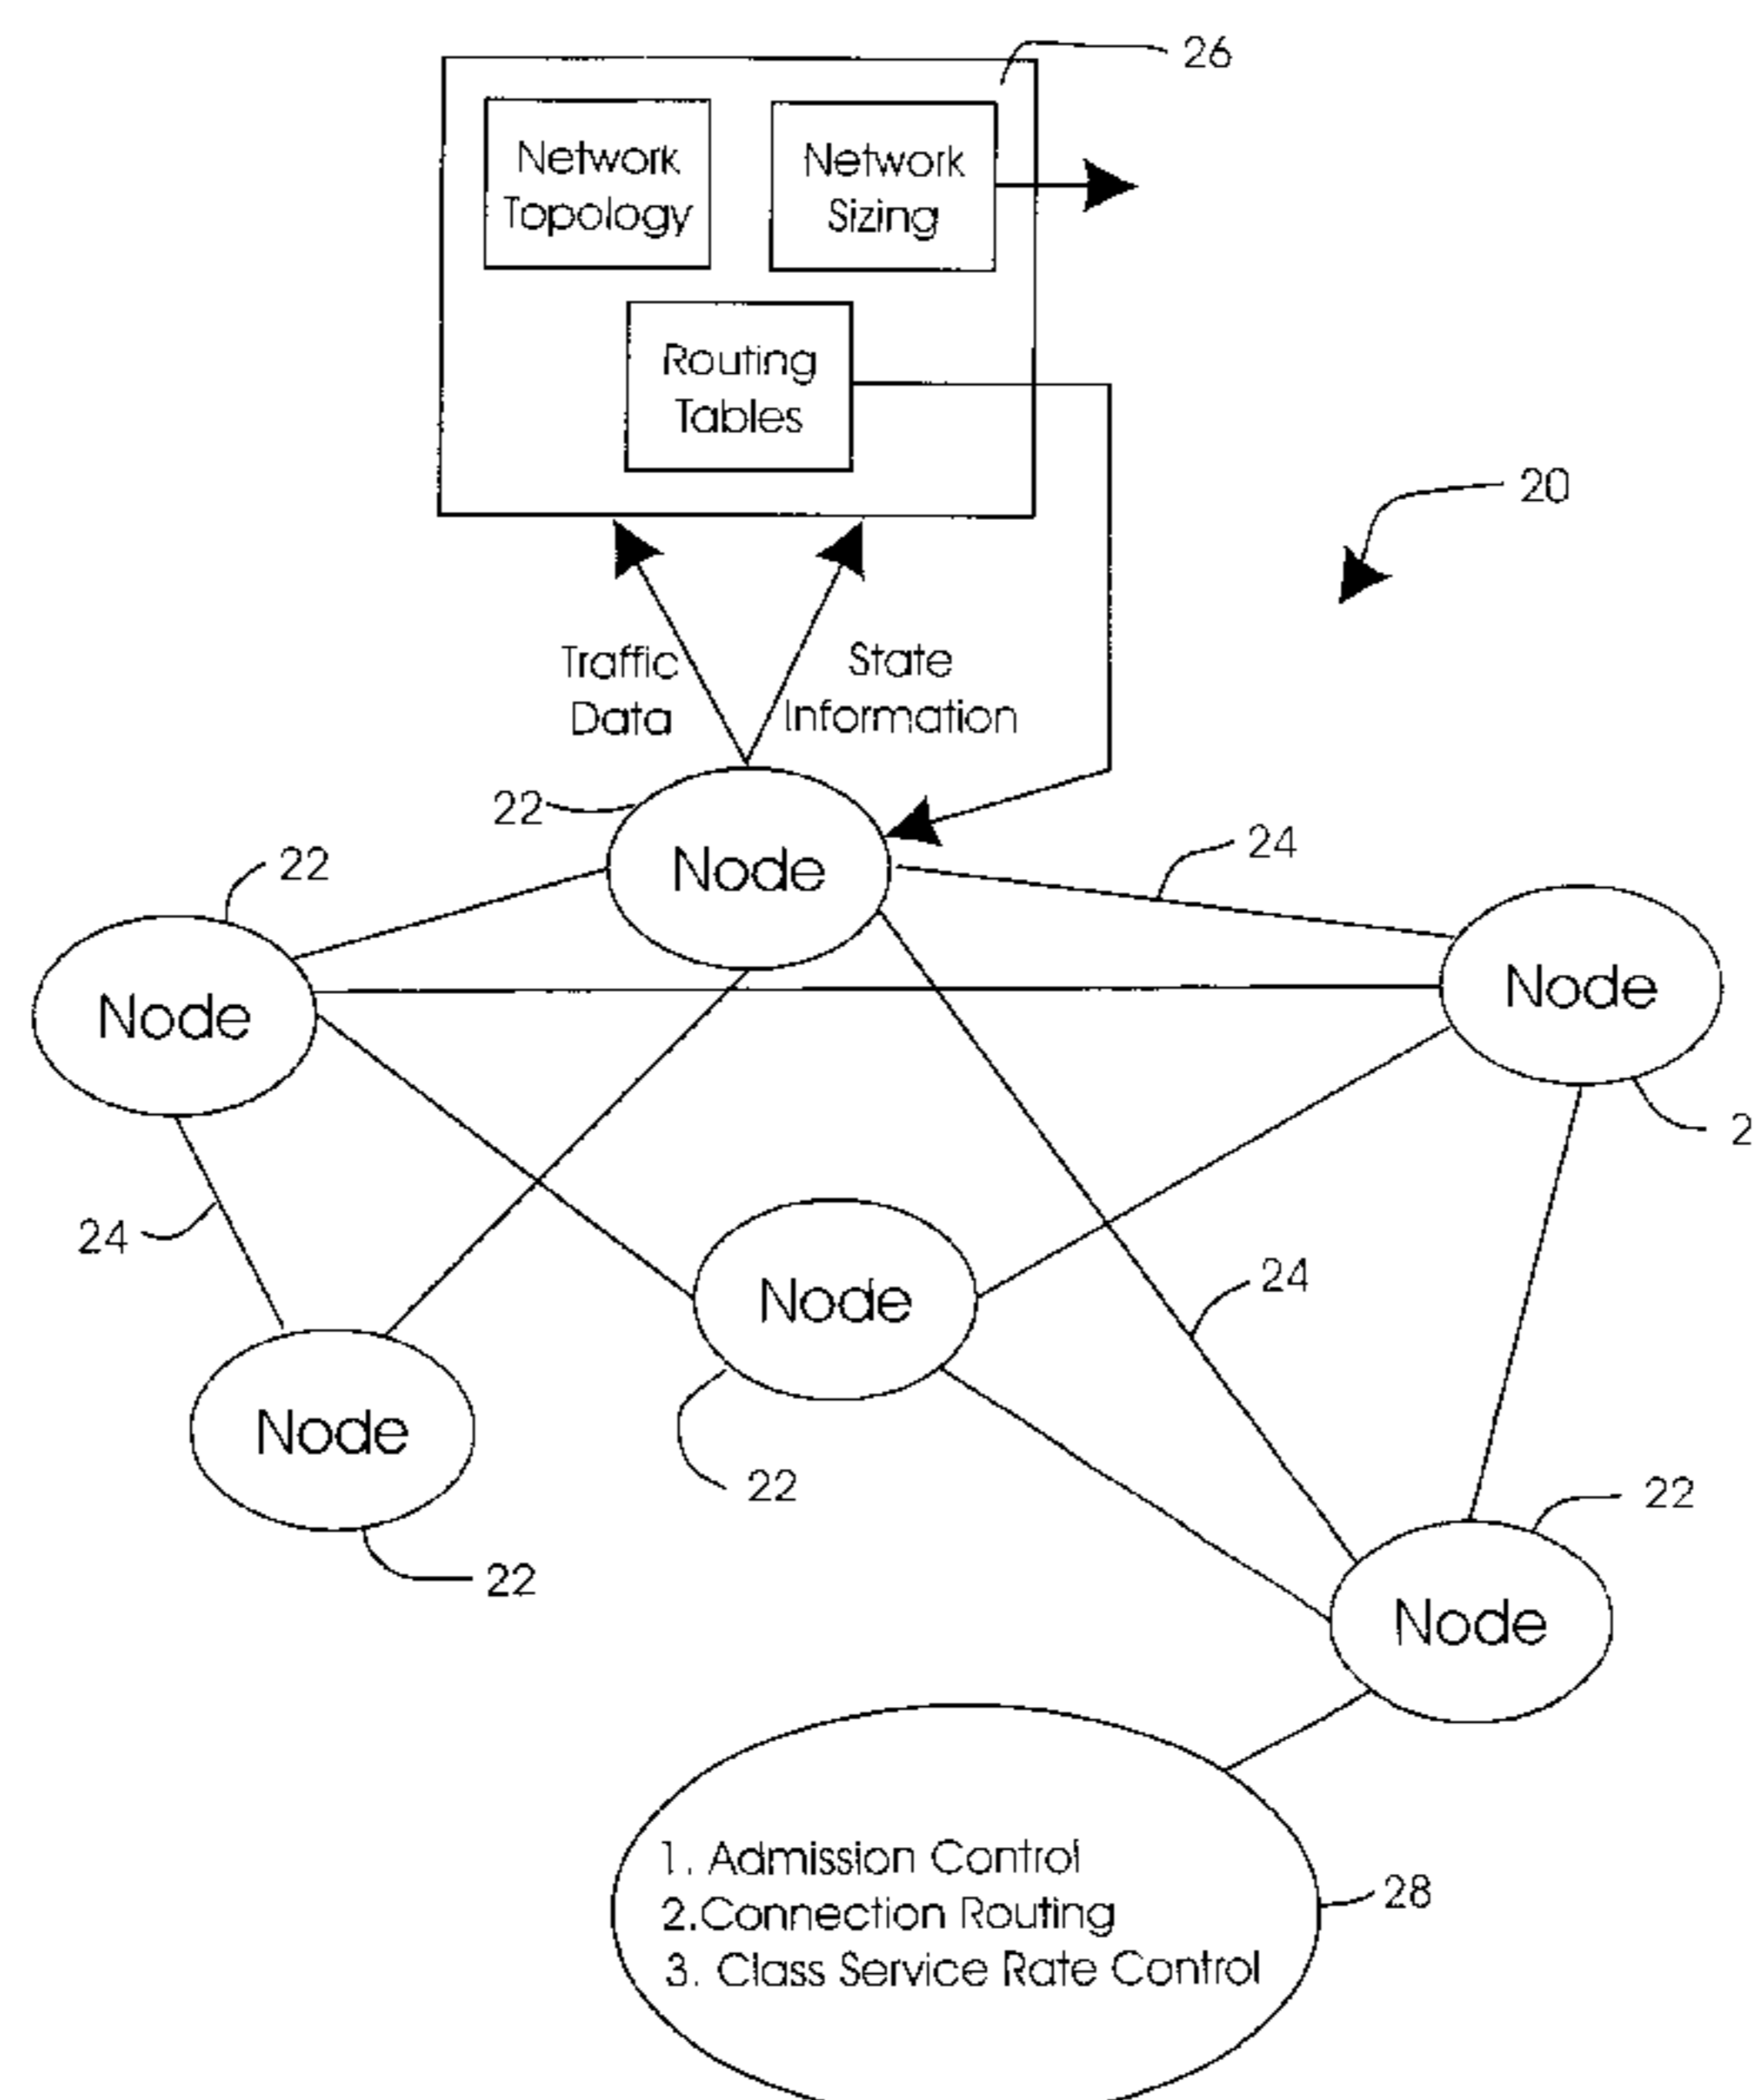 26
Network
Topology
Network
Sizing
Routing
Tables
20
Traffic
Data
State
Information
22
Node
24
22
Node
Node
2
24
Node
24
22
Node
22
Node
22
Node
1. Admission Control
2.Connection Routing
3. Class Service Rate Control
28